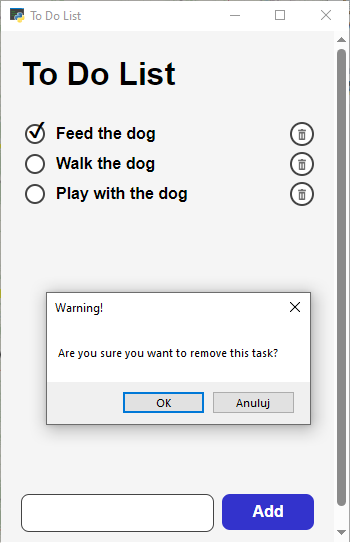 To Do List
To Do List
Feed the dog
Walk the dog
Play with the dog
Warning!
Are you sure you want to remove this task?
OK Anuluj
Add